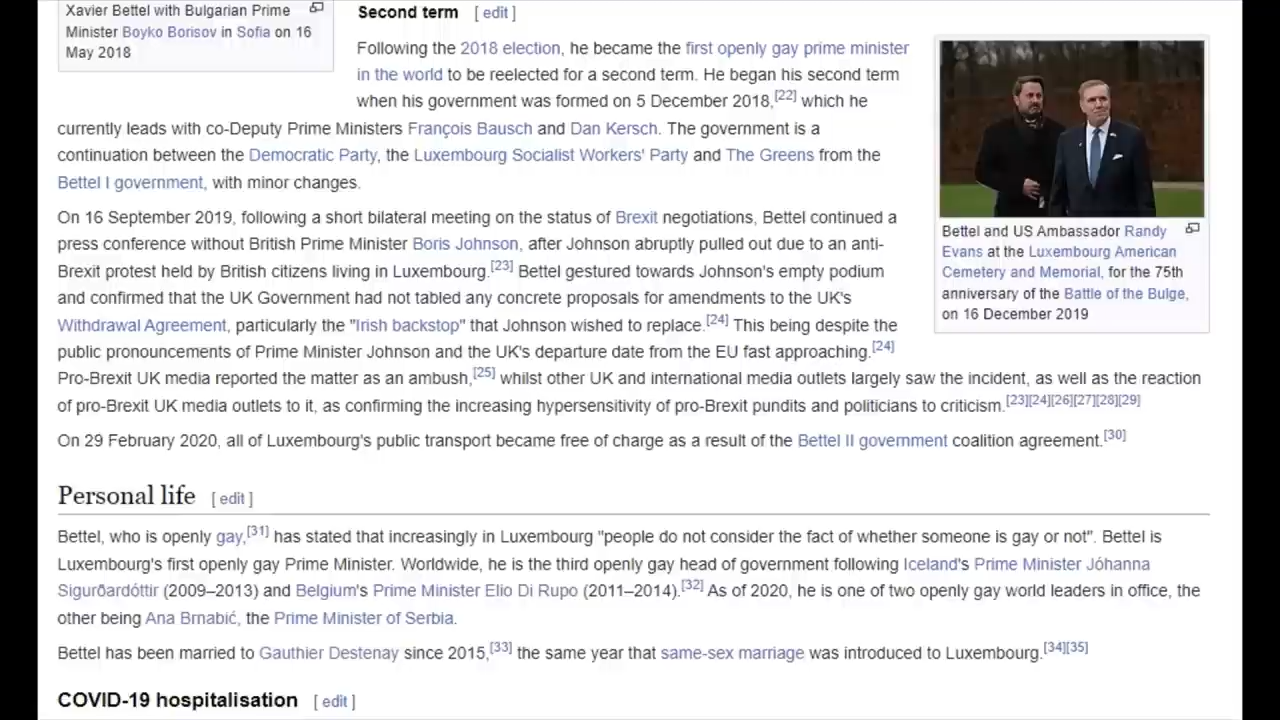 Xavier Bettel with Bulgarian Prime
Minister Boyko Borisov in Sofia on 16
May 2018
Second term [ edit ]
Following the 2018 election, he became the first openly gay prime minister
in the world to be reelected for a second term. He began his second term
when his government was formed on 5 December 2018,[22] which he
currently leads with co-Deputy Prime Ministers François Bausch and Dan Kersch. The government is a
continuation between the Democratic Party, the Luxembourg Socialist Workers' Party and The Greens from the
Bettel I government, with minor changes.
On 16 September 2019, following a short bilateral meeting on the status of Brexit negotiations, Bettel continued a
press conference without British Prime Minister Boris Johnson, after Johnson abruptly pulled out due to an anti-
Brexit protest held by British citizens living in Luxembourg.[23] Bettel gestured towards Johnson's empty podium
and confirmed that the UK Government had not tabled any concrete proposals for amendments to the UK's
Withdrawal Agreement, particularly the "Irish backstop" that Johnson wished to replace.[24] This being despite the
public pronouncements of Prime Minister Johnson and the UK's departure date from the EU fast approaching.[24]
Pro-Brexit UK media reported the matter as an ambush,[25] whilst other UK and international media outlets largely saw the incident, as well as the reaction
of pro-Brexit UK media outlets to it, as confirming the increasing hypersensitivity of pro-Brexit pundits and politicians to criticism.[23][24][26][27][28][29]
On 29 February 2020, all of Luxembourg's public transport became free of charge as a result of the Bettel II government coalition agreement.[30]
Bettel and US Ambassador Randy
Evans at the Luxembourg American
Cemetery and Memorial, for the 75th
anniversary of the Battle of the Bulge,
on 16 December 2019
Personal life [ edit ]
Bettel, who is openly gay,[31] has stated that increasingly in Luxembourg "people do not consider the fact of whether someone is gay or not". Bettel is
Luxembourg's first openly gay Prime Minister. Worldwide, he is the third openly gay head of government following Iceland's Prime Minister Jóhanna
Sigurðardóttir (2009–2013) and Belgium's Prime Minister Elio Di Rupo (2011–2014).[32] As of 2020, he is one of two openly gay world leaders in office, the
other being Ana Brnabić, the Prime Minister of Serbia.
Bettel has been married to Gauthier Destenay since 2015,[33] the same year that same-sex marriage was introduced to Luxembourg.[34][35]
COVID-19 hospitalisation [ edit ]